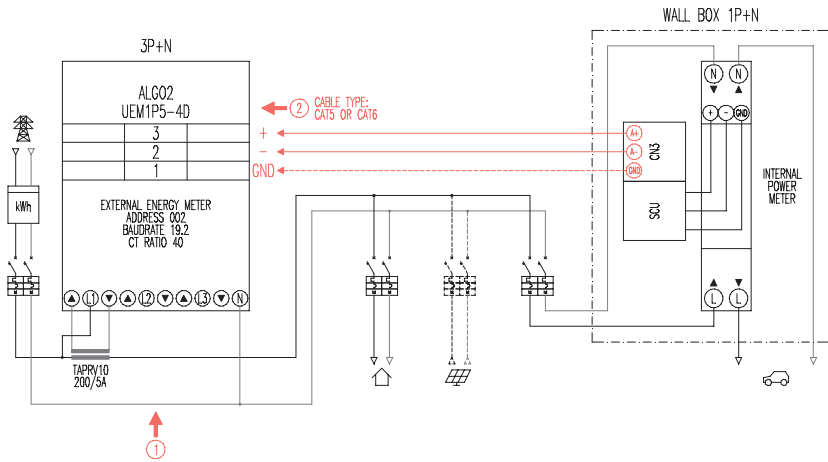 WALL BOX 1P+N
3P+N
ALGO2
UEM1P5-4D
2 CABLE TYPE:
CAT5 OR CAT6
3
2
1
+
-
GND
EXTERNAL ENERGY METER
ADDRESS 002
BAUDRATE 19.2
CT RATIO 40
kWh
L1 L2 L3 N
TAPRV10
200/5A
1
A+
A-
GND
CN3
SCU
N N
+ - GND
INTERNAL
POWER
METER
L L